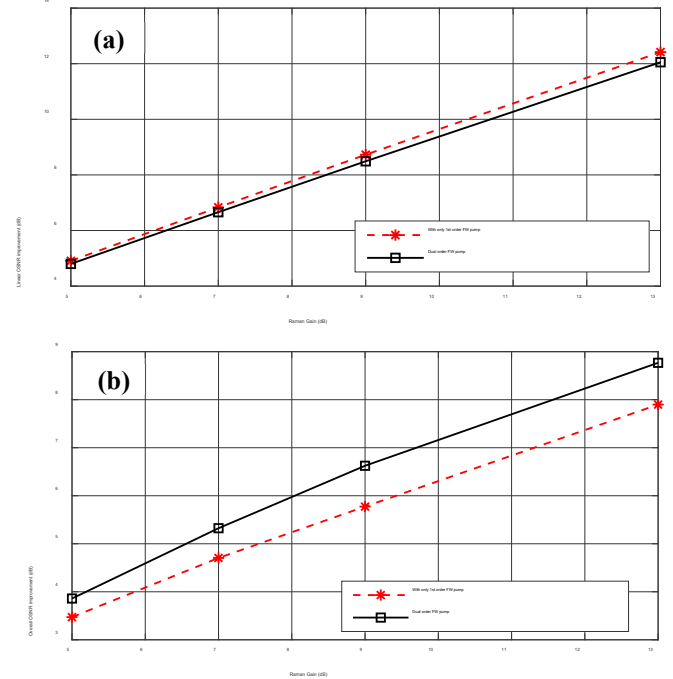 (a)
12
10
8
6
4
Linear OSNR improvement (dB)
With only 1st order FW pump
Dual order FW pump
5 6 7 8 9 10 11 12 13
Raman Gain (dB)
(b)
9
8
7
6
5
4
3
Overall OSNR improvement (dB)
With only 1st order FW pump
Dual order FW pump
5 6 7 8 9 10 11 12 13
Raman Gain (dB)